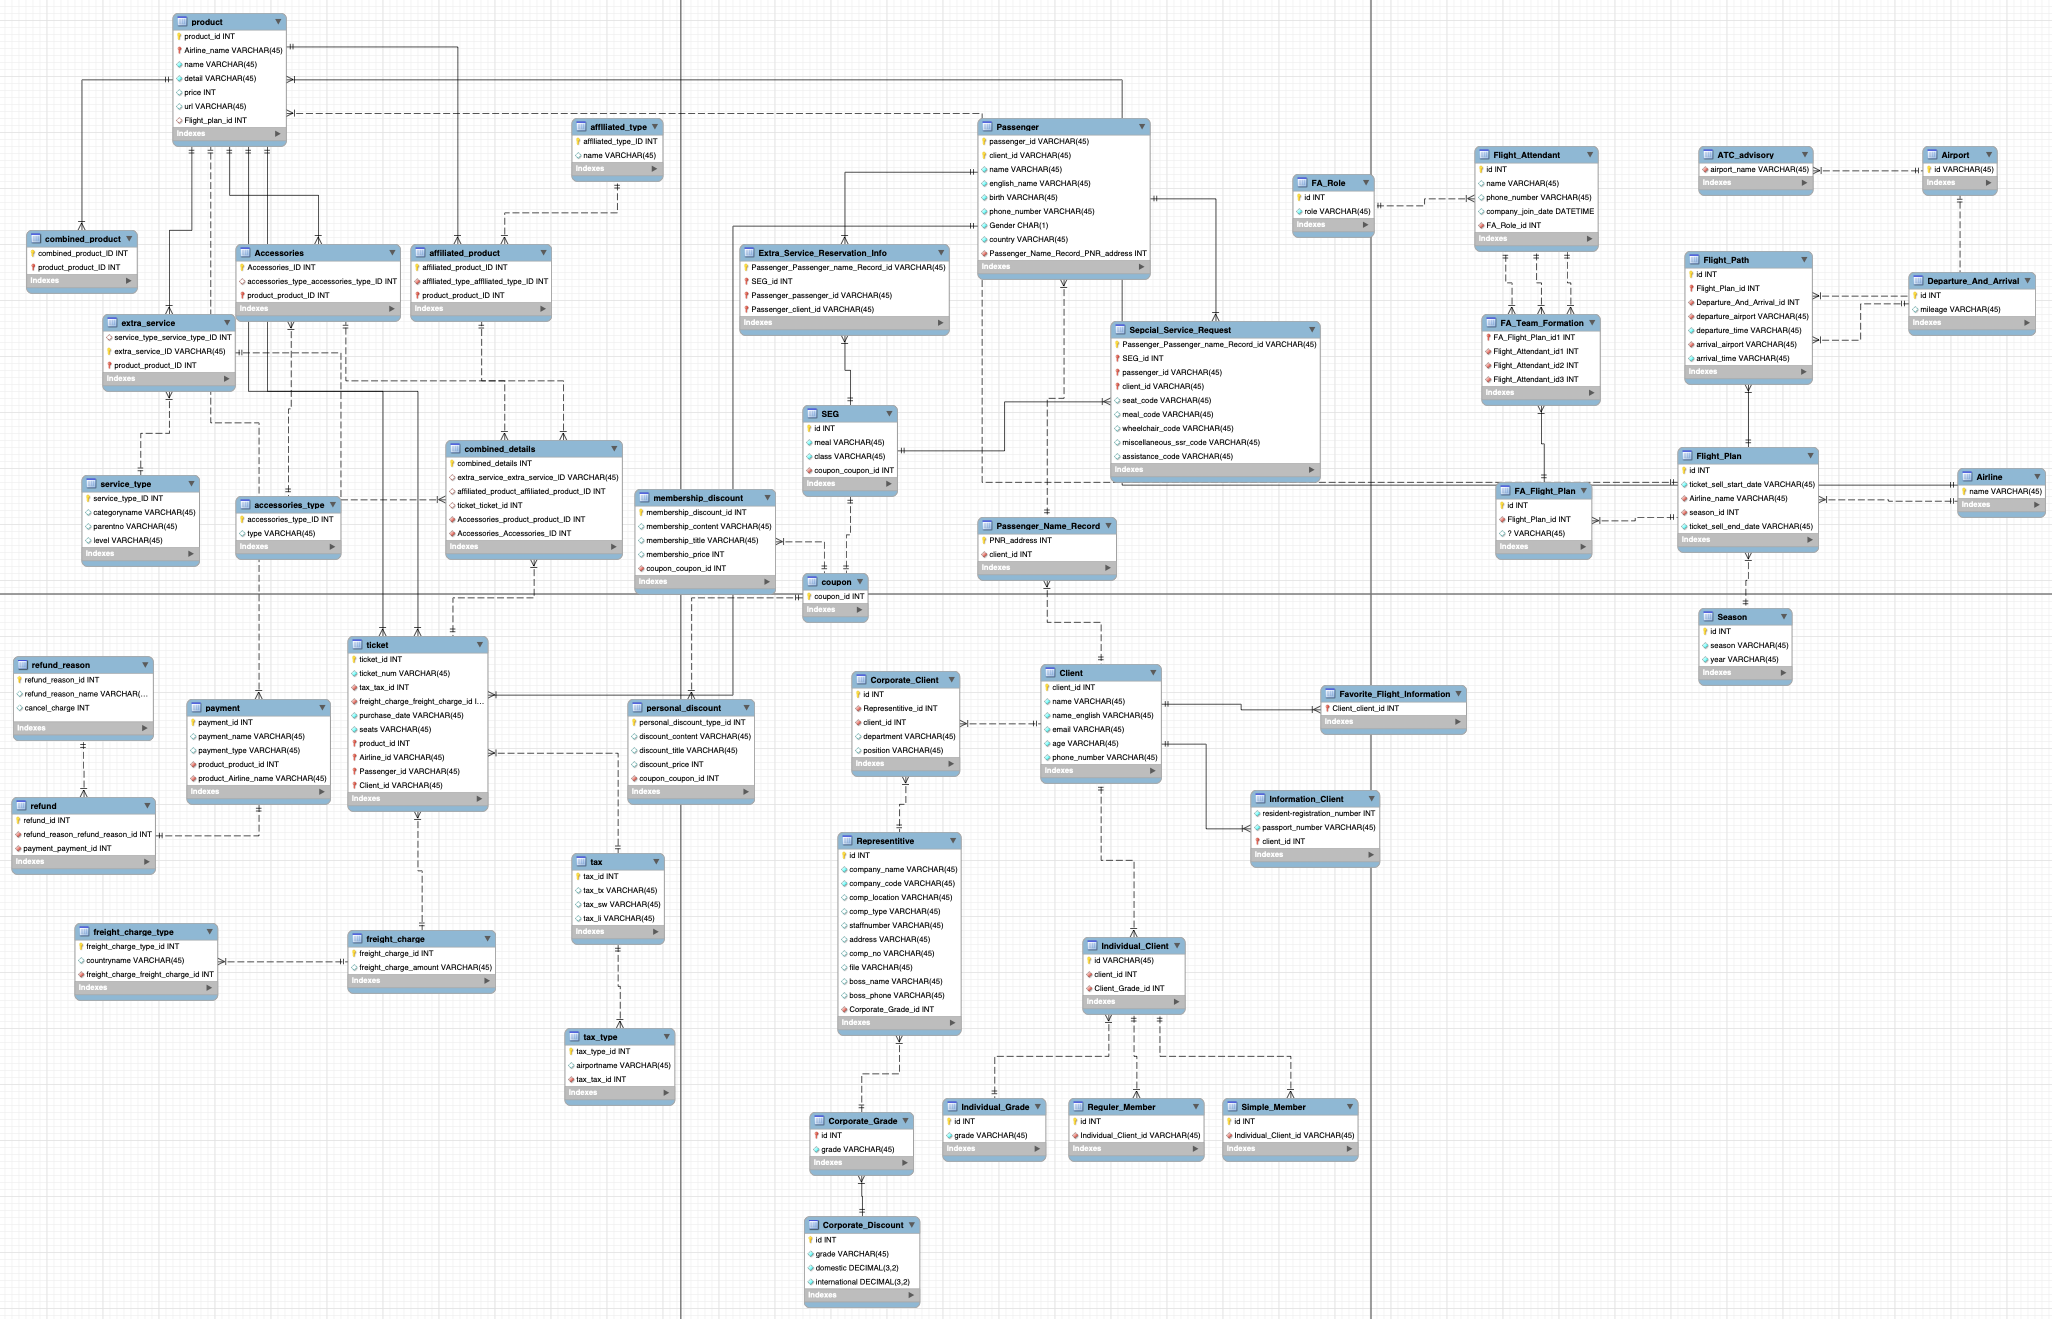 product
product_id INT
Airline_name VARCHAR(45)
name VARCHAR(45)
detail VARCHAR(45)
price INT
url VARCHAR(45)
Flight_plan_id INT
Indexes
affiliated_type
affiliated_type_ID INT
name VARCHAR(45)
Indexes
Passenger
passenger_id VARCHAR(45)
client_id VARCHAR(45)
name VARCHAR(45)
english_name VARCHAR(45)
birth VARCHAR(45)
phone_number VARCHAR(45)
Gender CHAR(1)
country VARCHAR(45)
Passenger_Name_Record_PNR_address INT
Indexes
FA_Role
id INT
role VARCHAR(45)
Indexes
Flight_Attendant
id INT
name VARCHAR(45)
phone_number VARCHAR(45)
company_join_date DATETIME
FA_Role_id INT
Indexes
ATC_advisory
airport_name VARCHAR(45)
Indexes
Airport
id VARCHAR(45)
Indexes
combined_product
combined_product_ID INT
product_product_ID INT
Indexes
Accessories
Accessories_ID INT
accessories_type_accessories_type_ID INT
product_product_ID INT
Indexes
affiliated_product
affiliated_product_ID INT
affiliated_type_affiliated_type_ID INT
product_product_ID INT
Indexes
Extra_Service_Reservation_Info
Passenger_Passenger_name_Record_id VARCHAR(45)
SEG_id INT
Passenger_passenger_id VARCHAR(45)
Passenger_client_id VARCHAR(45)
Indexes
Flight_Path
id INT
Flight_Plan_id INT
Departure_And_Arrival_id INT
departure_airport VARCHAR(45)
departure_time VARCHAR(45)
arrival_airport VARCHAR(45)
arrival_time VARCHAR(45)
Indexes
Departure_And_Arrival
id INT
mileage VARCHAR(45)
Indexes
extra_service
service_type_service_type_ID INT
extra_service_ID VARCHAR(45)
product_product_ID INT
Indexes
Sepcial_Service_Request
Passenger_Passenger_name_Record_id VARCHAR(45)
SEG_id INT
passenger_id VARCHAR(45)
client_id VARCHAR(45)
seat_code VARCHAR(45)
meal_code VARCHAR(45)
wheelchair_code VARCHAR(45)
miscellaneous_ssr_code VARCHAR(45)
assistance_code VARCHAR(45)
Indexes
FA_Team_Formation
FA_Flight_Plan_id1 INT
Flight_Attendant_id1 INT
Flight_Attendant_id2 INT
Flight_Attendant_id3 INT
Indexes
SEG
id INT
meal VARCHAR(45)
class VARCHAR(45)
coupon_coupon_id INT
Indexes
combined_details
combined_details INT
extra_service_extra_service_ID VARCHAR(45)
affiliated_product_affiliated_product_ID INT
ticket_ticket_id INT
Accessories_product_product_ID INT
Accessories_Accessories_ID INT
Indexes
Flight_Plan
id INT
ticket_sell_start_date VARCHAR(45)
Airline_name VARCHAR(45)
season_id INT
ticket_sell_end_date VARCHAR(45)
Indexes
Airline
name VARCHAR(45)
Indexes
service_type
service_type_ID INT
categoryname VARCHAR(45)
parentno VARCHAR(45)
level VARCHAR(45)
Indexes
accessories_type
accessories_type_ID INT
type VARCHAR(45)
Indexes
membership_discount
membership_discount_id INT
membership_content VARCHAR(45)
membership_title VARCHAR(45)
membershio_price INT
coupon_coupon_id INT
Indexes
FA_Flight_Plan
id INT
Flight_Plan_id INT
? VARCHAR(45)
Indexes
Passenger_Name_Record
PNR_address INT
client_id INT
Indexes
coupon
coupon_id INT
Indexes
Season
id INT
season VARCHAR(45)
year VARCHAR(45)
Indexes
refund_reason
refund_reason_id INT
refund_reason_name VARCHAR(...
cancel_charge INT
Indexes
ticket
ticket_id INT
ticket_num VARCHAR(45)
tax_tax_id INT
freight_charge_freight_charge_id I...
purchase_date VARCHAR(45)
seats VARCHAR(45)
product_id INT
Airline_id VARCHAR(45)
Passenger_id VARCHAR(45)
Client_id VARCHAR(45)
Indexes
Corporate_Client
id INT
Representitive_id INT
client_id INT
department VARCHAR(45)
position VARCHAR(45)
Indexes
Client
client_id INT
name VARCHAR(45)
name_english VARCHAR(45)
email VARCHAR(45)
age VARCHAR(45)
phone_number VARCHAR(45)
Indexes
Favorite_Flight_Information
Client_client_id INT
Indexes
payment
payment_id INT
payment_name VARCHAR(45)
payment_type VARCHAR(45)
product_product_id INT
product_Airline_name VARCHAR(45)
Indexes
personal_discount
personal_discount_type_id INT
discount_content VARCHAR(45)
discount_title VARCHAR(45)
discount_price INT
coupon_coupon_id INT
Indexes
refund
refund_id INT
refund_reason_refund_reason_id INT
payment_payment_id INT
Indexes
Information_Client
resident-registration_number INT
passport_number VARCHAR(45)
client_id INT
Indexes
Representitive
id INT
company_name VARCHAR(45)
company_code VARCHAR(45)
comp_location VARCHAR(45)
comp_type VARCHAR(45)
staffnumber VARCHAR(45)
address VARCHAR(45)
comp_no VARCHAR(45)
file VARCHAR(45)
boss_name VARCHAR(45)
boss_phone VARCHAR(45)
Corporate_Grade_id INT
Indexes
tax
tax_id INT
tax_tx VARCHAR(45)
tax_sw VARCHAR(45)
tax_li VARCHAR(45)
Indexes
freight_charge_type
freight_charge_type_id INT
countryname VARCHAR(45)
freight_charge_freight_charge_id INT
Indexes
freight_charge
freight_charge_id INT
freight_charge_amount VARCHAR(45)
Indexes
Individual_Client
id VARCHAR(45)
client_id INT
Client_Grade_id INT
Indexes
tax_type
tax_type_id INT
airportname VARCHAR(45)
tax_tax_id INT
Indexes
Corporate_Grade
id INT
grade VARCHAR(45)
Indexes
Individual_Grade
id INT
grade VARCHAR(45)
Indexes
Reguler_Member
id INT
Individual_Client_id VARCHAR(45)
Indexes
Simple_Member
id INT
Individual_Client_id VARCHAR(45)
Indexes
Corporate_Discount
id INT
grade VARCHAR(45)
domestic DECIMAL(3,2)
international DECIMAL(3,2)
Indexes